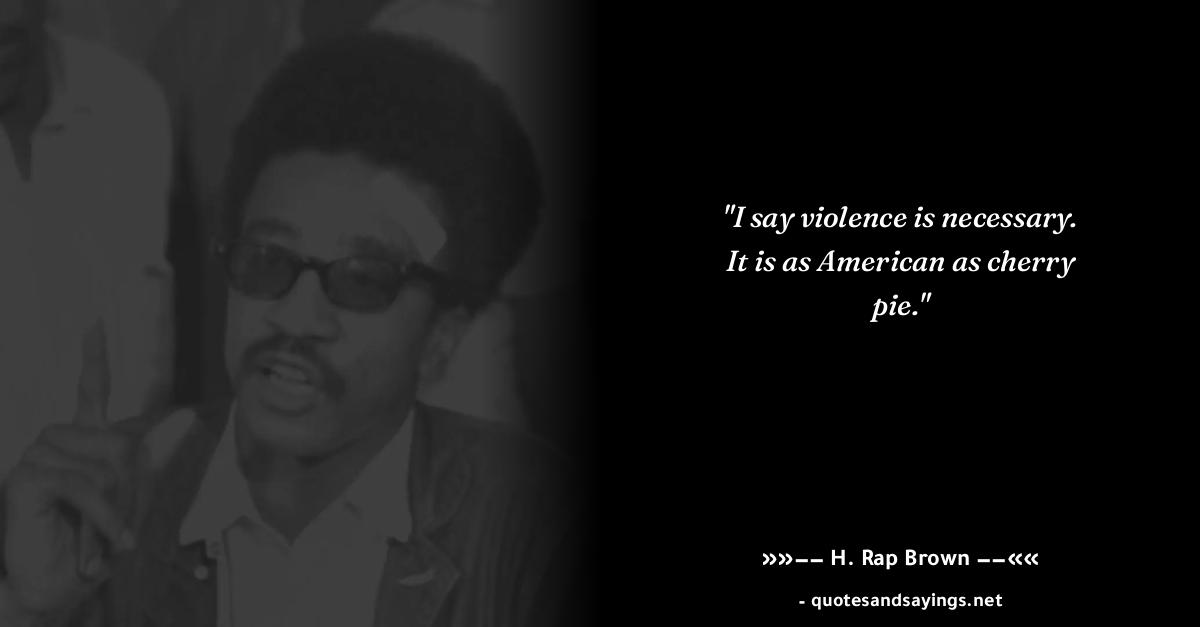 "I say violence is necessary.
It is as American as cherry
pie."
»»–– H. Rap Brown ––««
- quotesandsayings.net